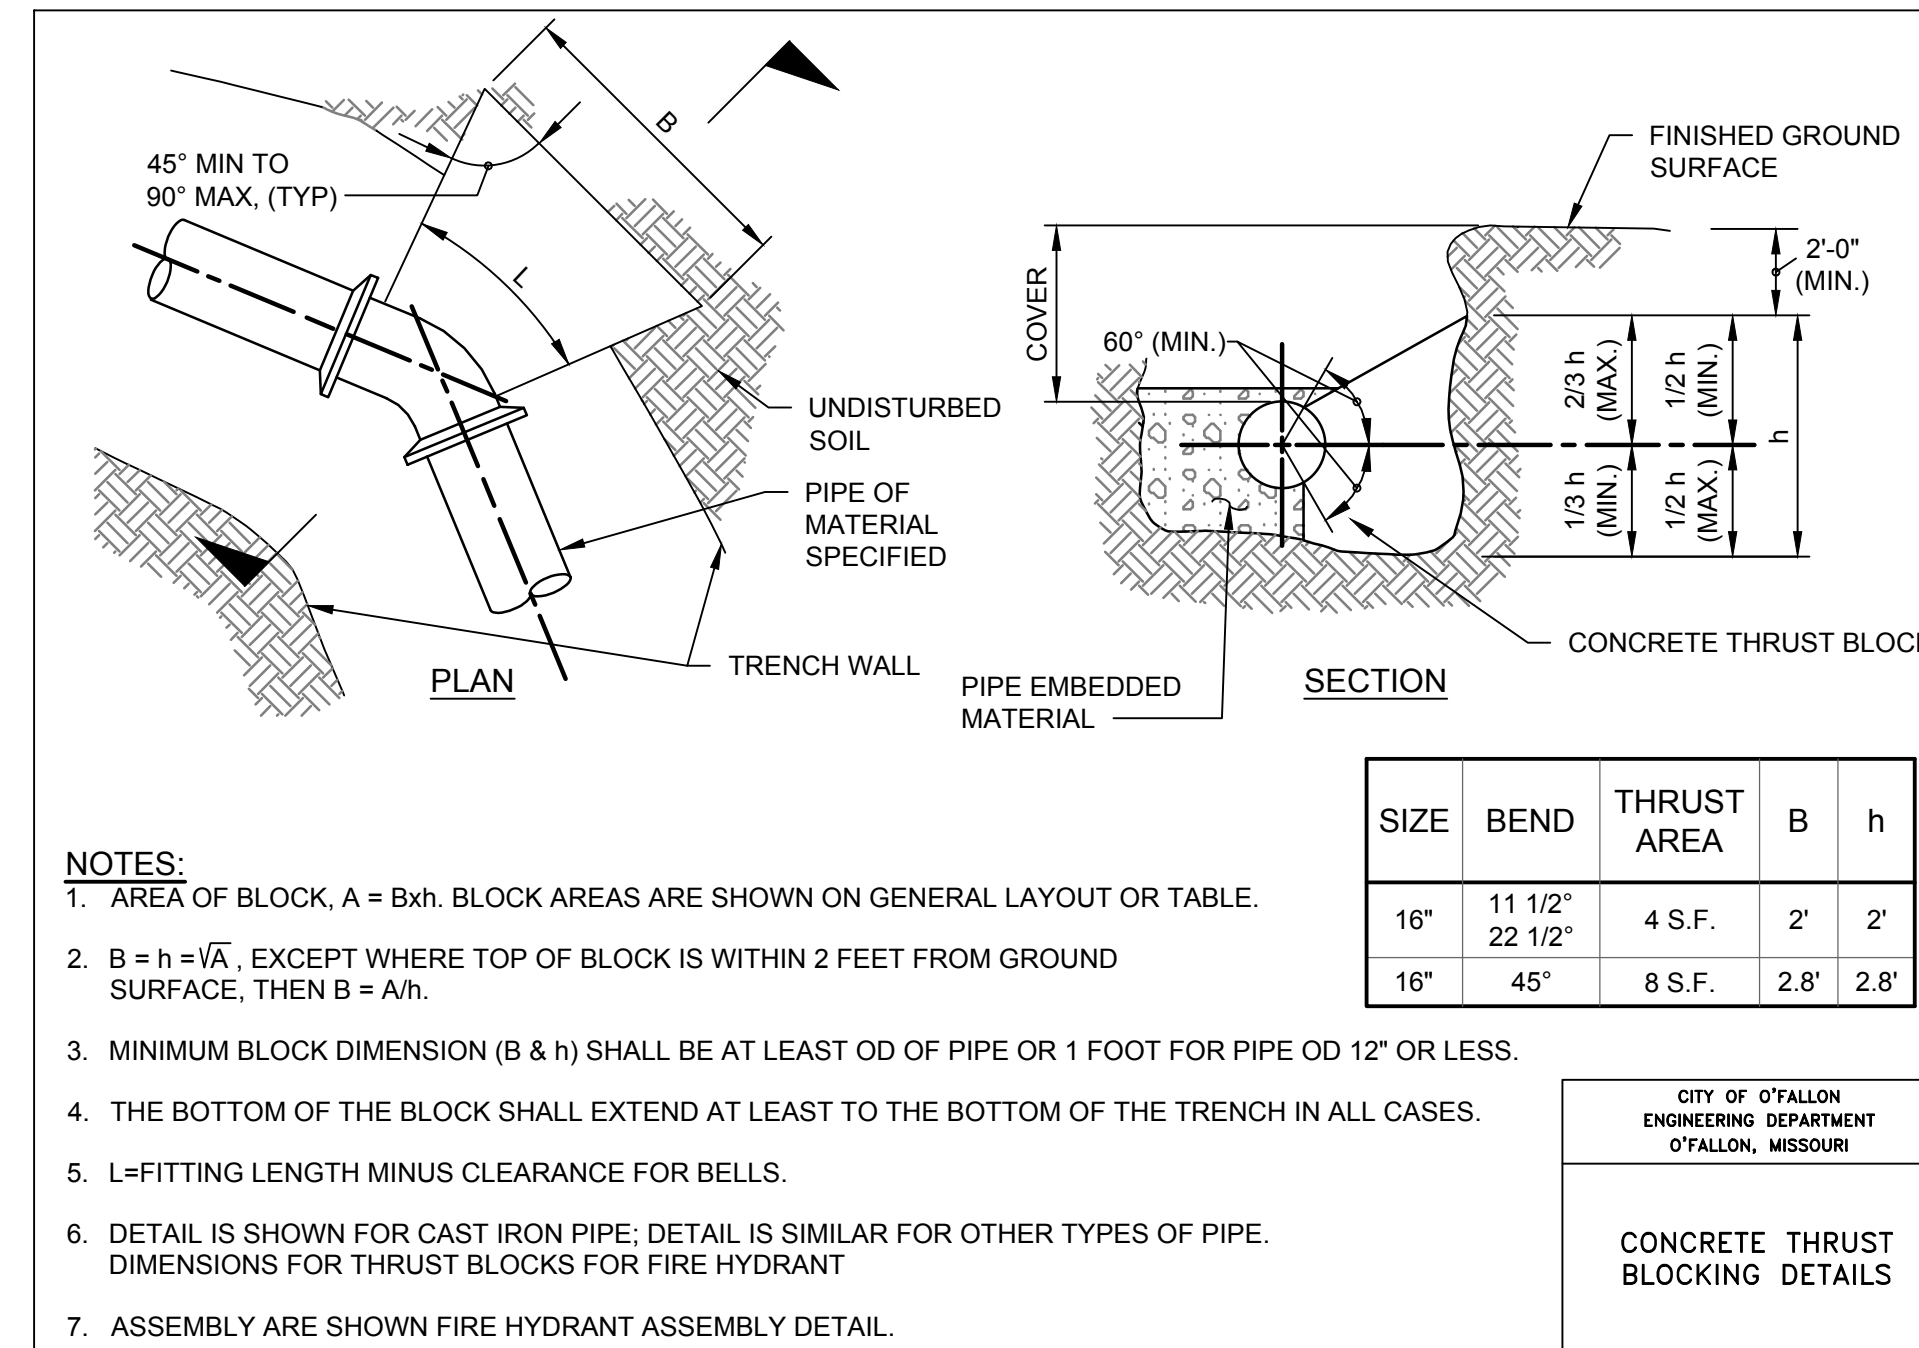 45° MIN TO
90° MAX, (TYP)
B
L
UNDISTURBED
SOIL
PIPE OF
MATERIAL
SPECIFIED
TRENCH WALL
PLAN
FINISHED GROUND
SURFACE
2'-0"
(MIN.)
COVER
60° (MIN.)
2/3 h
(MAX.)
1/2 h
(MIN.)
h
1/3 h
(MIN.)
1/2 h
(MAX.)
CONCRETE THRUST BLOC
PIPE EMBEDDED
MATERIAL
SECTION
SIZE BEND THRUST AREA B h
16" 11 1/2° 22 1/2° 4 S.F. 2' 2'
16" 45° 8 S.F. 2.8' 2.8'
NOTES:
1. AREA OF BLOCK, A = Bxh. BLOCK AREAS ARE SHOWN ON GENERAL LAYOUT OR TABLE.
2. B = h = √A , EXCEPT WHERE TOP OF BLOCK IS WITHIN 2 FEET FROM GROUND
SURFACE, THEN B = A/h.
3. MINIMUM BLOCK DIMENSION (B & h) SHALL BE AT LEAST OD OF PIPE OR 1 FOOT FOR PIPE OD 12" OR LESS.
4. THE BOTTOM OF THE BLOCK SHALL EXTEND AT LEAST TO THE BOTTOM OF THE TRENCH IN ALL CASES.
5. L=FITTING LENGTH MINUS CLEARANCE FOR BELLS.
6. DETAIL IS SHOWN FOR CAST IRON PIPE; DETAIL IS SIMILAR FOR OTHER TYPES OF PIPE.
DIMENSIONS FOR THRUST BLOCKS FOR FIRE HYDRANT
7. ASSEMBLY ARE SHOWN FIRE HYDRANT ASSEMBLY DETAIL.
CITY OF O'FALLON
ENGINEERING DEPARTMENT
O'FALLON, MISSOURI
CONCRETE THRUST
BLOCKING DETAILS